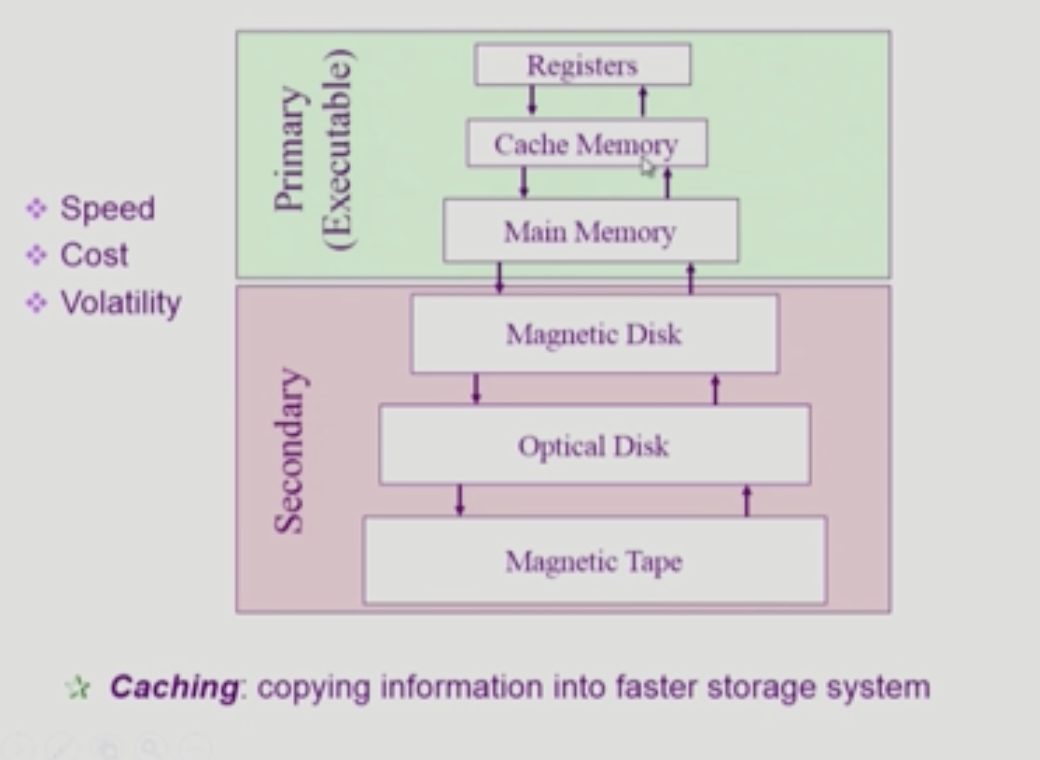 Primary
(Executable)
Registers
Cache Memory
Main Memory
Speed
Cost
Volatility
Secondary
Magnetic Disk
Optical Disk
Magnetic Tape
Caching: copying information into faster storage system